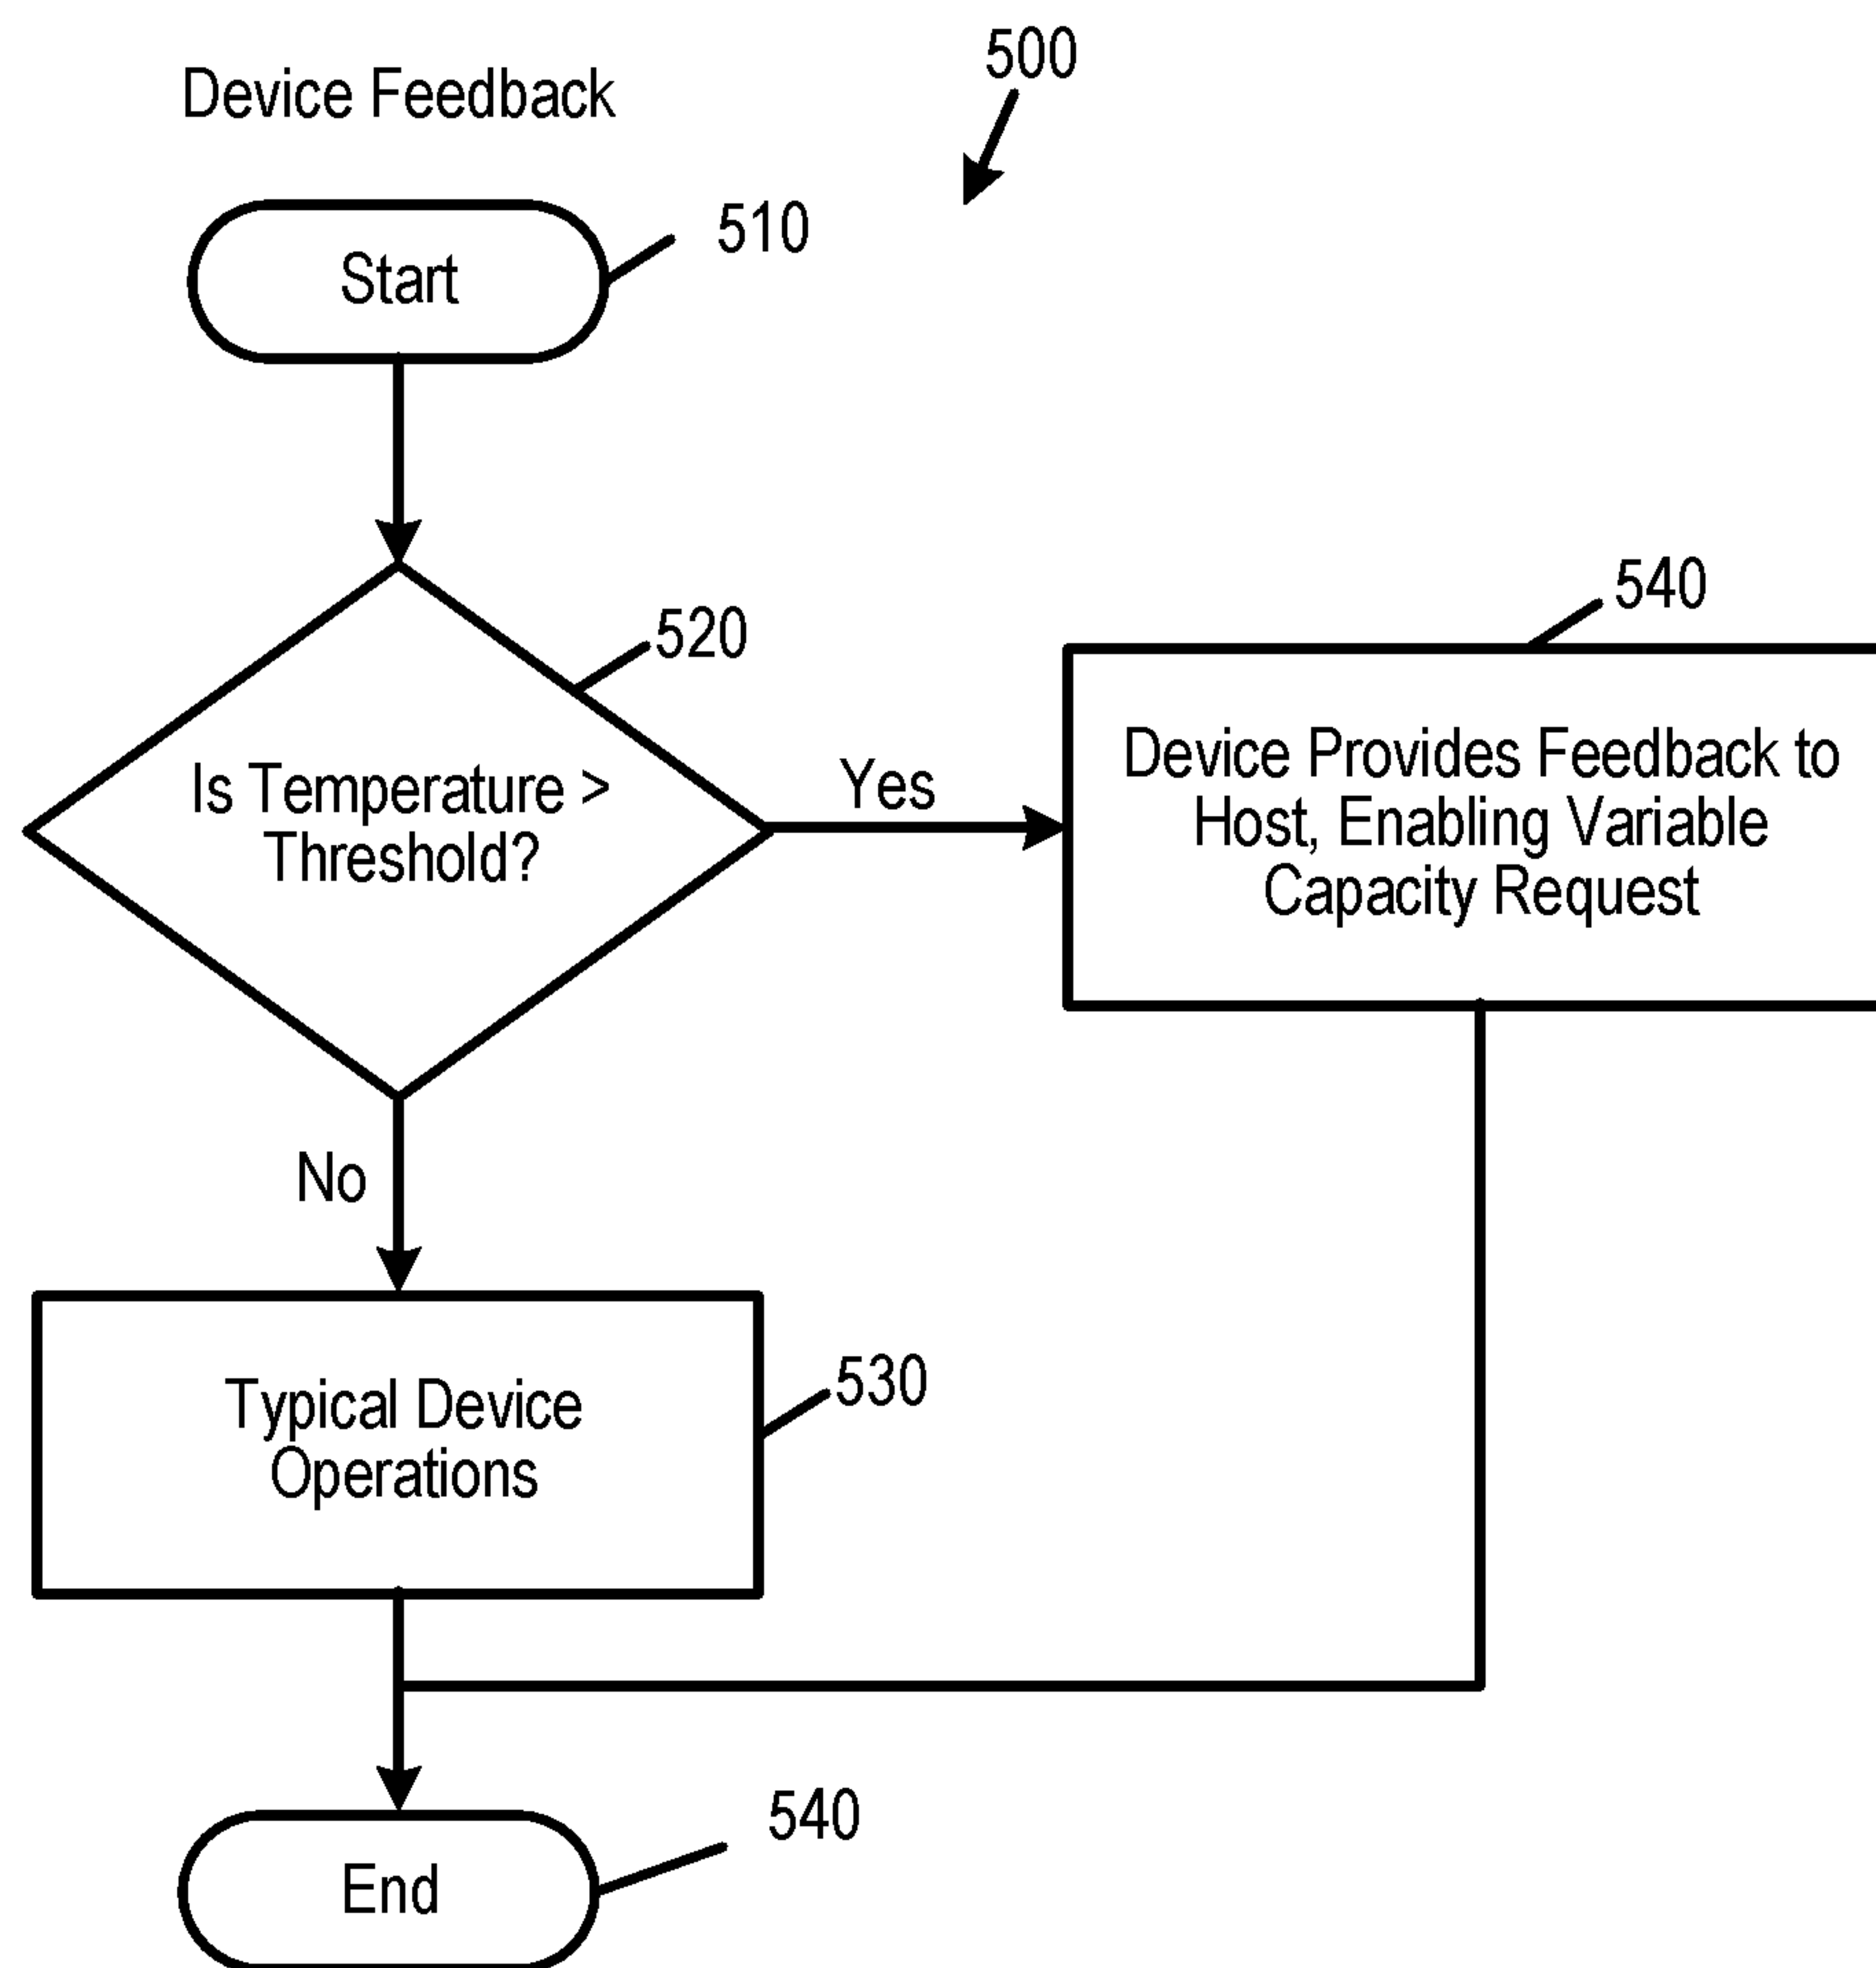 Device Feedback
500
Start
510
Is Temperature >
Threshold?
520
Yes
540
Device Provides Feedback to
Host, Enabling Variable
Capacity Request
No
Typical Device
Operations
530
End
540